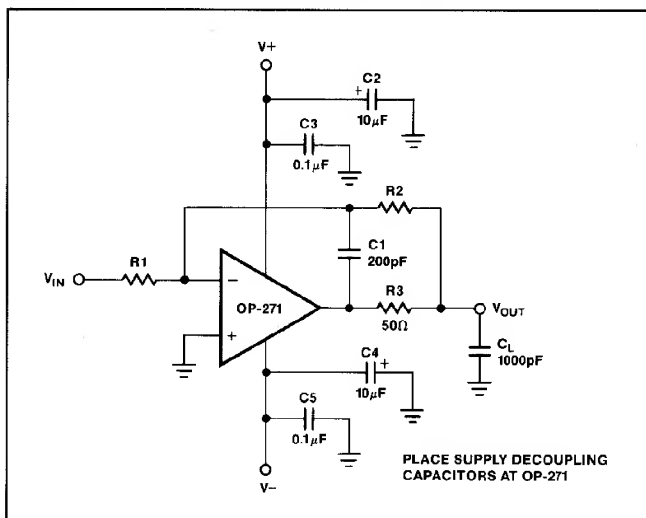 V+
C2
+
10μF
C3
0.1μF
R2
R1
C1
200pF
VIN
−
OP-271
+
R3
50Ω
VOUT
CL
1000pF
C4
+
10μF
C5
0.1μF
V−
PLACE SUPPLY DECOUPLING
CAPACITORS AT OP-271